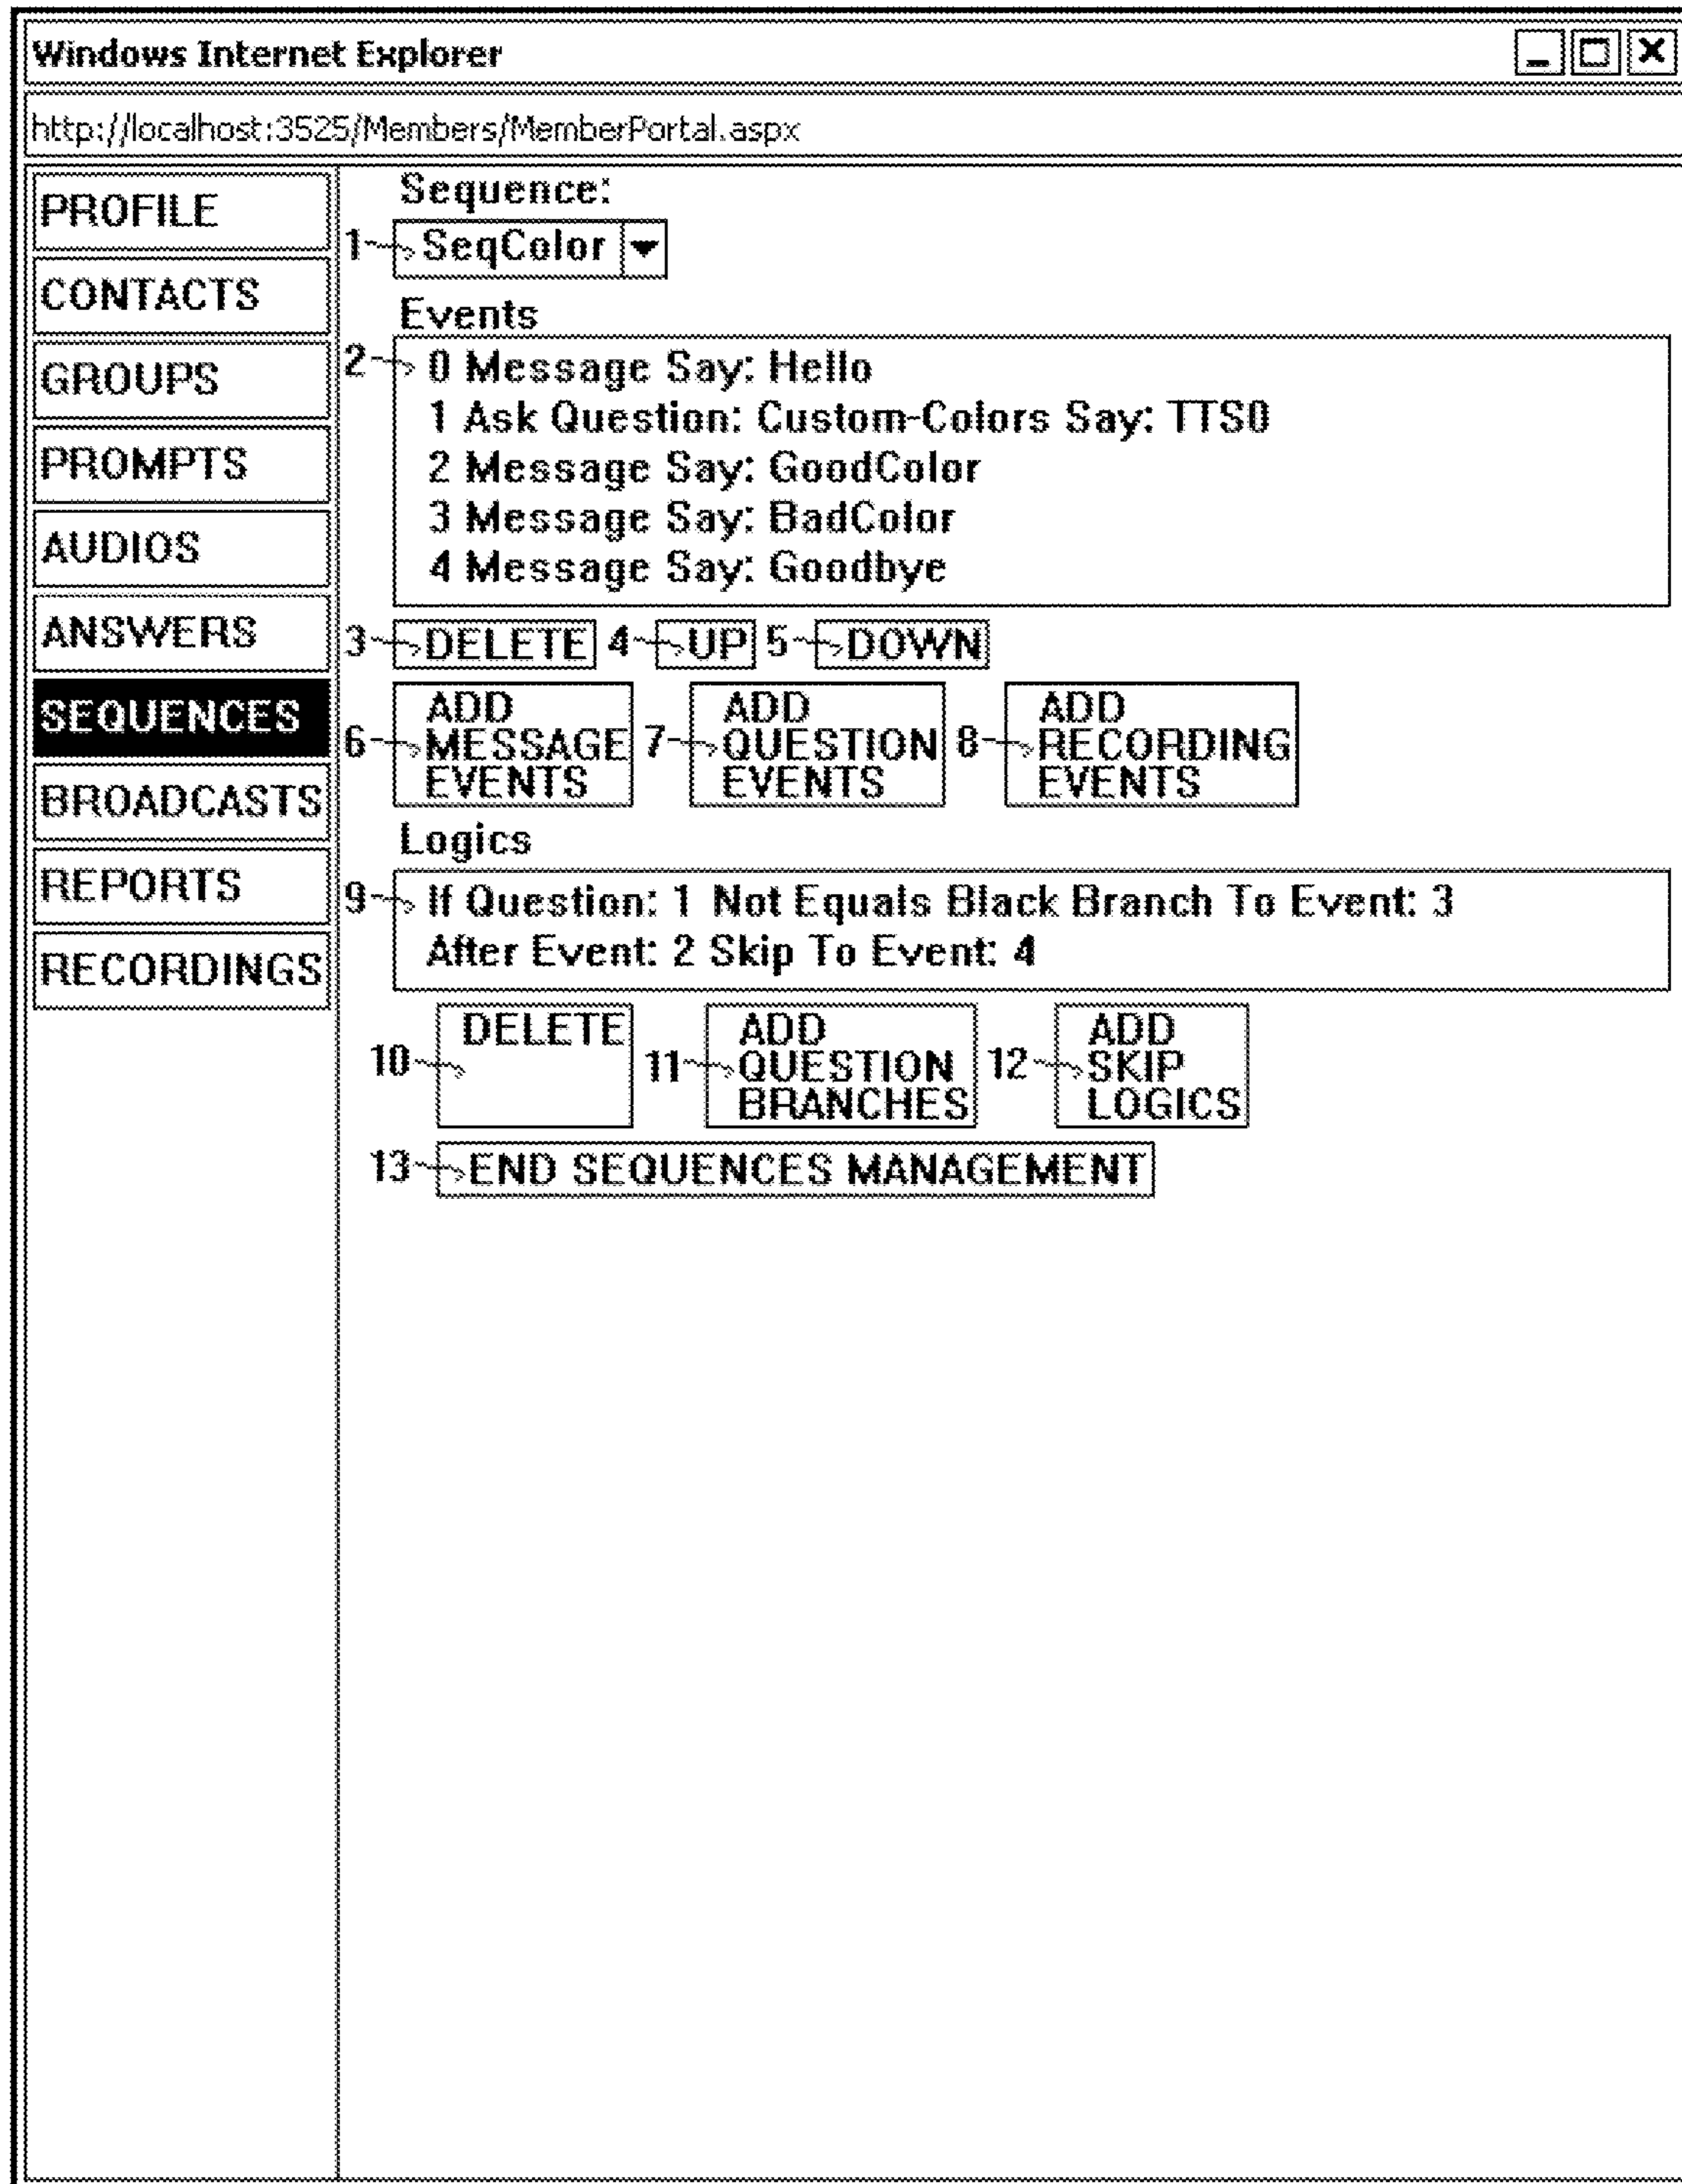 Windows Internet Explorer
http://localhost:3525/Members/MemberPortal.aspx
PROFILE
CONTACTS
GROUPS
PROMPTS
AUDIOS
ANSWERS
SEQUENCES
BROADCASTS
REPORTS
RECORDINGS
Sequence:
1 SeqColor
Events
2 0 Message Say: Hello
1 Ask Question: Custom-Colors Say: TTS0
2 Message Say: GoodColor
3 Message Say: BadColor
4 Message Say: Goodbye
3 DELETE 4 UP 5 DOWN
6 ADD MESSAGE EVENTS
7 ADD QUESTION EVENTS
8 ADD RECORDING EVENTS
Logics
9 If Question: 1 Not Equals Black Branch To Event: 3
After Event: 2 Skip To Event: 4
10 DELETE
11 ADD QUESTION BRANCHES
12 ADD SKIP LOGICS
13 END SEQUENCES MANAGEMENT